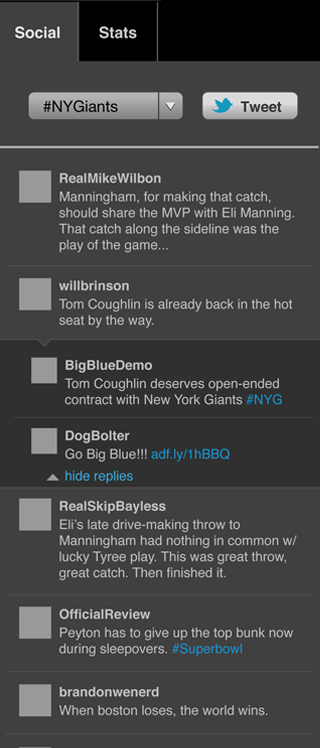 Social
Stats
#NYGiants
Tweet
RealMikeWilbon
Manningham, for making that catch,
should share the MVP with Eli Manning.
That catch along the sideline was the
play of the game...
willbrinson
Tom Coughlin is already back in the hot
seat by the way.
BigBlueDemo
Tom Coughlin deserves open-ended
contract with New York Giants #NYG
DogBolter
Go Big Blue!!! adf.ly/1hBBQ
hide replies
RealSkipBayless
Eli's late drive-making throw to
Manningham had nothing in common w/
lucky Tyree play. This was great throw,
great catch. Then finished it.
OfficialReview
Peyton has to give up the top bunk now
during sleepovers. #Superbowl
brandonwenerd
When boston loses, the world wins.